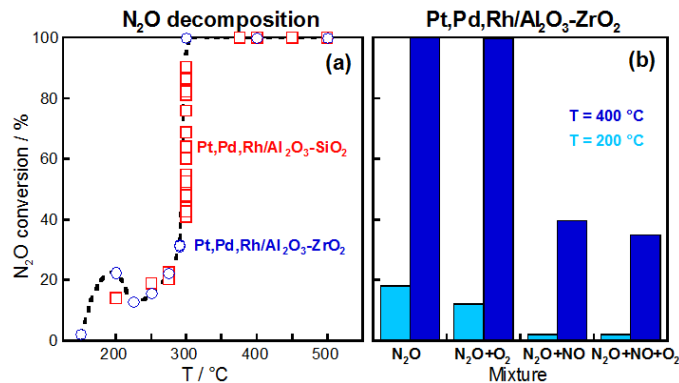 N₂O decomposition
Pt,Pd,Rh/Al₂O₃-ZrO₂
100
80
60
40
20
0
N₂O conversion / %
(a)
Pt,Pd,Rh/Al₂O₃-SiO₂
Pt,Pd,Rh/Al₂O₃-ZrO₂
200 300 400 500
T / °C
(b)
T = 400 °C
T = 200 °C
N₂O N₂O+O₂ N₂O+NO N₂O+NO+O₂
Mixture